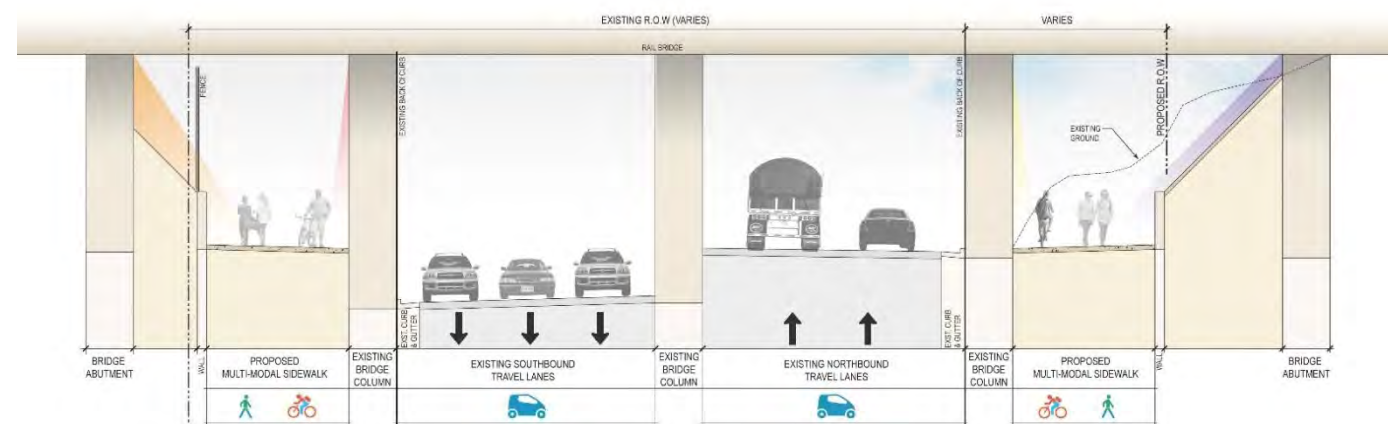 EXISTING R.O.W (VARIES)
VARIES
RAIL BRIDGE
FENCE
EXISTING BACK OF CURB
EXISTING BACK OF CURB
PROPOSED R.O.W
EXISTING
GROUND
EXIST. CURB
& GUTTER
EXIST. CURB
& GUTTER
BRIDGE
ABUTMENT
WALL
PROPOSED
MULTI-MODAL SIDEWALK
EXISTING
BRIDGE
COLUMN
EXISTING SOUTHBOUND
TRAVEL LANES
EXISTING
BRIDGE
COLUMN
EXISTING NORTHBOUND
TRAVEL LANES
EXISTING
BRIDGE
COLUMN
PROPOSED
MULTI-MODAL SIDEWALK
WALL
BRIDGE
ABUTMENT